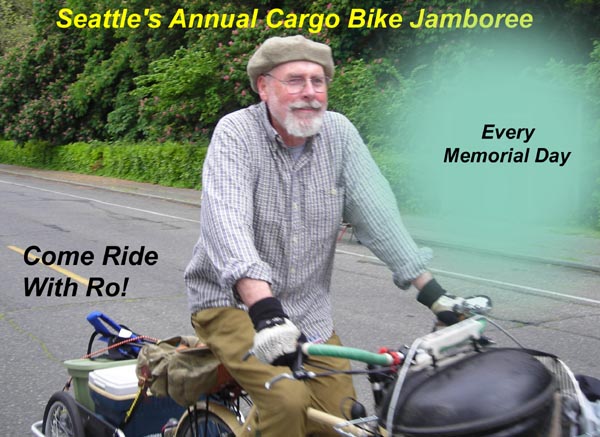 Seattle's Annual Cargo Bike Jamboree
Every
Memorial Day
Come Ride
With Ro!